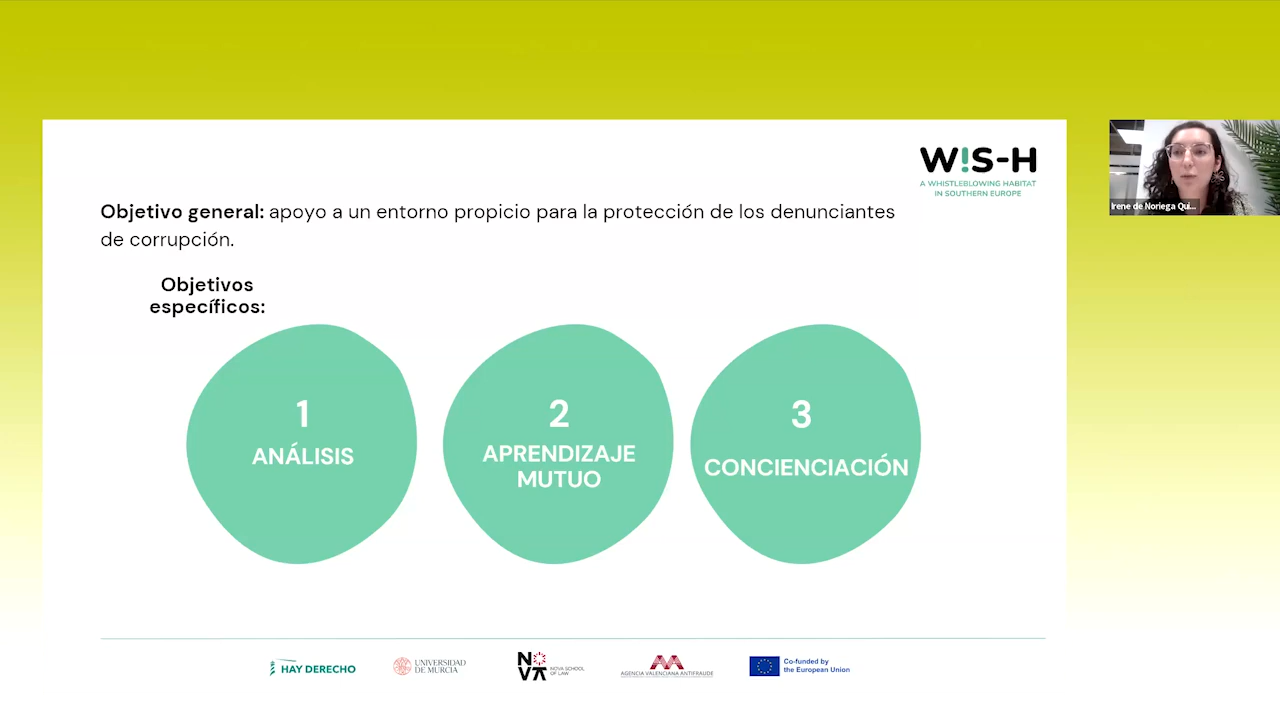 W!S-H
A WHISTLEBLOWING HABITAT
IN SOUTHERN EUROPE
Objetivo general: apoyo a un entorno propicio para la protección de los denunciantes
de corrupción.
Objetivos
específicos:
1
ANÁLISIS
2
APRENDIZAJE
MUTUO
3
CONCIENCIACIÓN
Irene de Noriega Qui...
HAY DERECHO
UNIVERSIDAD
DE MURCIA
NOVA
NOVA SCHOOL
OF LAW
AGENCIA VALENCIANA ANTIFRAUDE
Co-funded by
the European Union